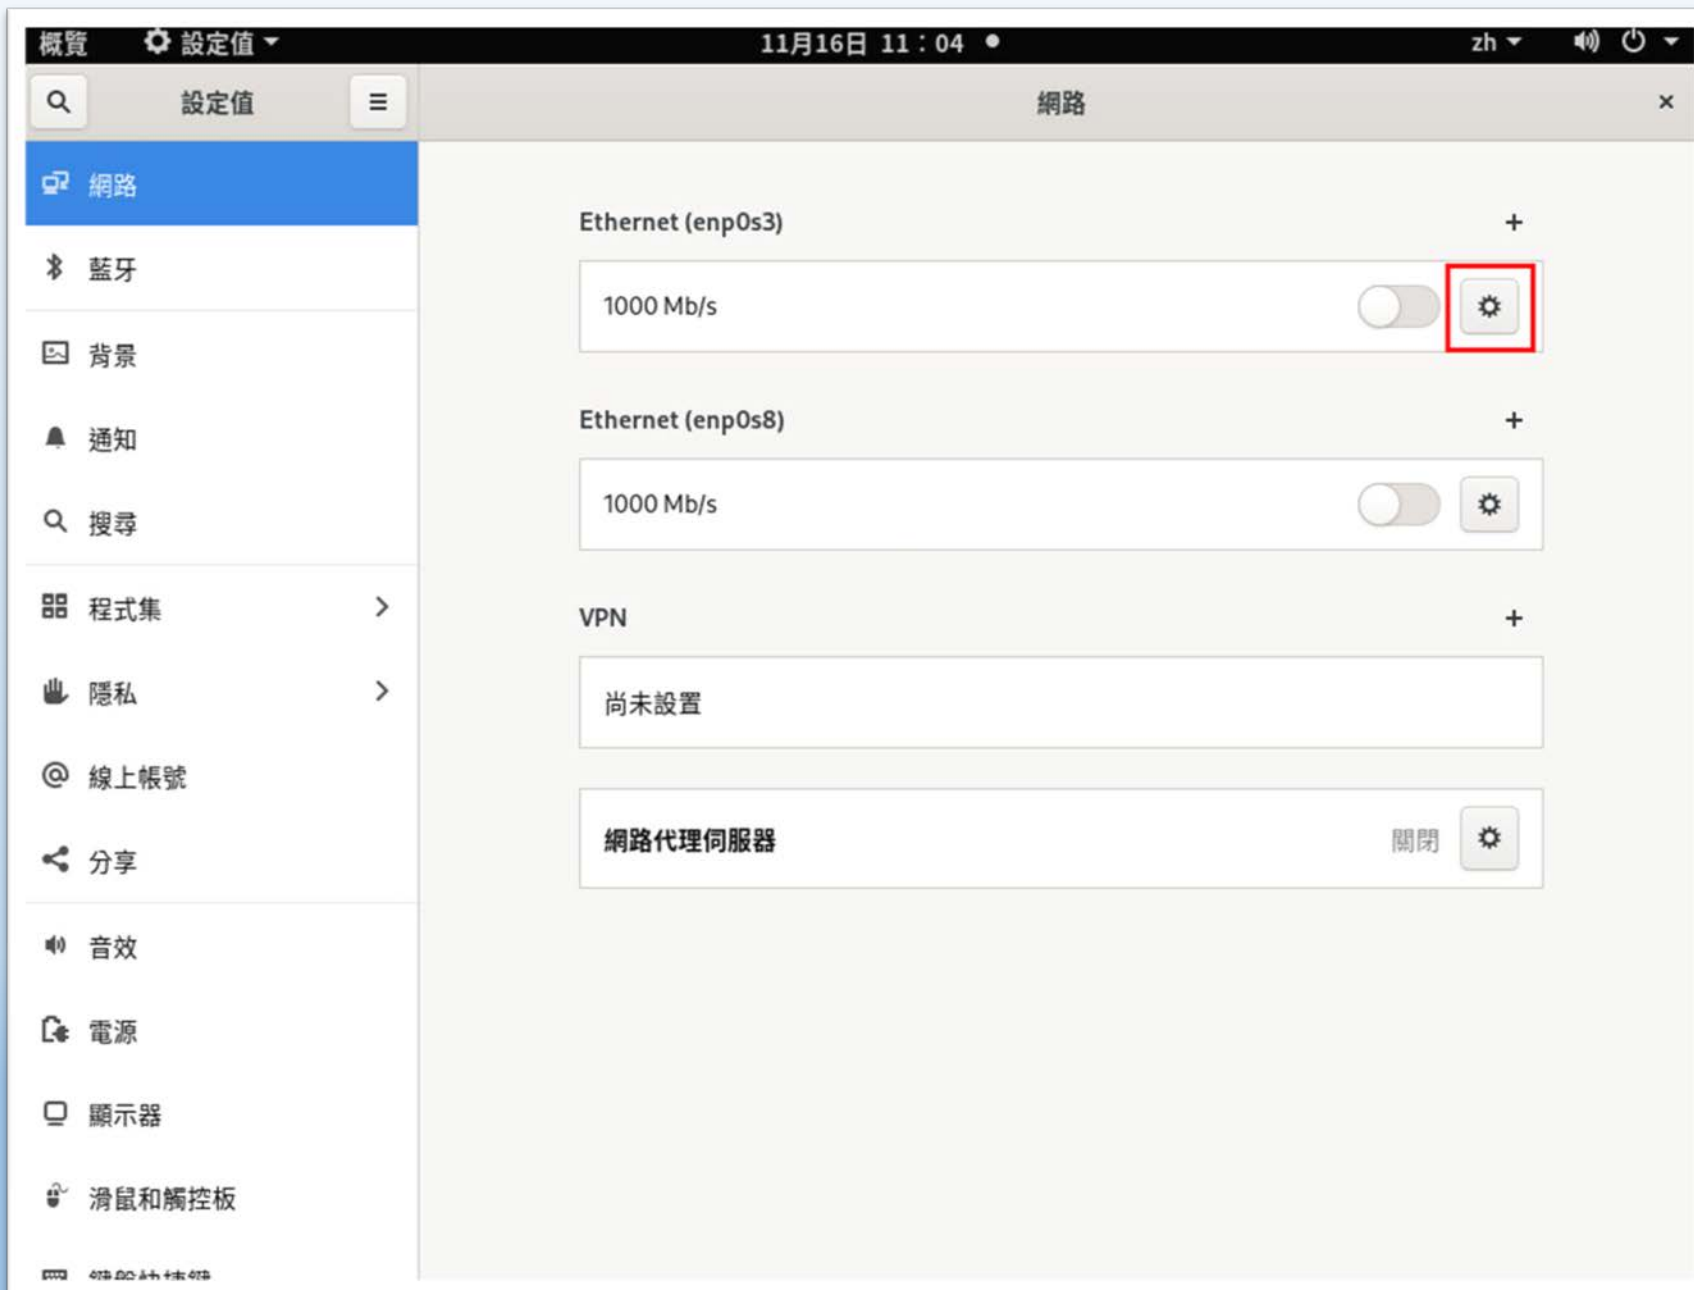 概覽 設定值 11月16日 11：04 zh
設定值
網路
網路
藍牙
背景
通知
搜尋
程式集
隱私
線上帳號
分享
音效
電源
顯示器
滑鼠和觸控板
Ethernet (enp0s3)
1000 Mb/s
Ethernet (enp0s8)
1000 Mb/s
VPN
尚未設置
網路代理伺服器 關閉